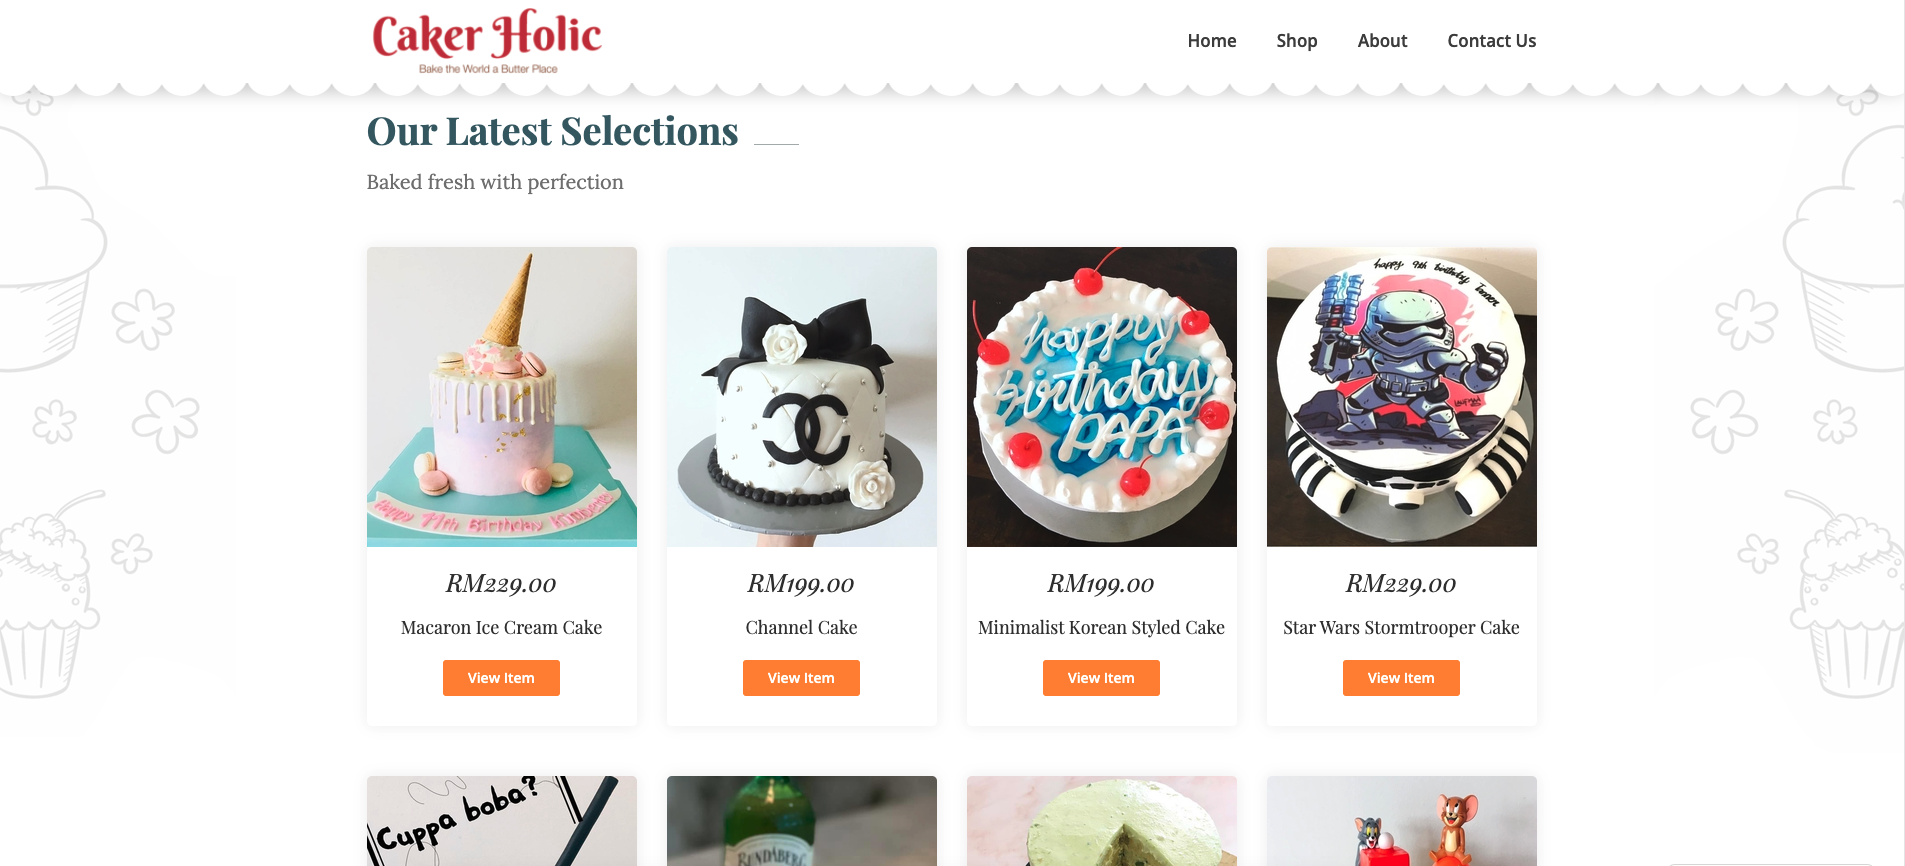 Caker Holic
Bake the World a Butter Place
Home Shop About Contact Us
Our Latest Selections
Baked fresh with perfection
Happy 11th Birthday
happy birthday PAPA
happy 9th birthday
RM229.00
Macaron Ice Cream Cake
View Item
RM199.00
Channel Cake
View Item
RM199.00
Minimalist Korean Styled Cake
View Item
RM229.00
Star Wars Stormtrooper Cake
View Item
Cuppa boba?
BUNDABERG